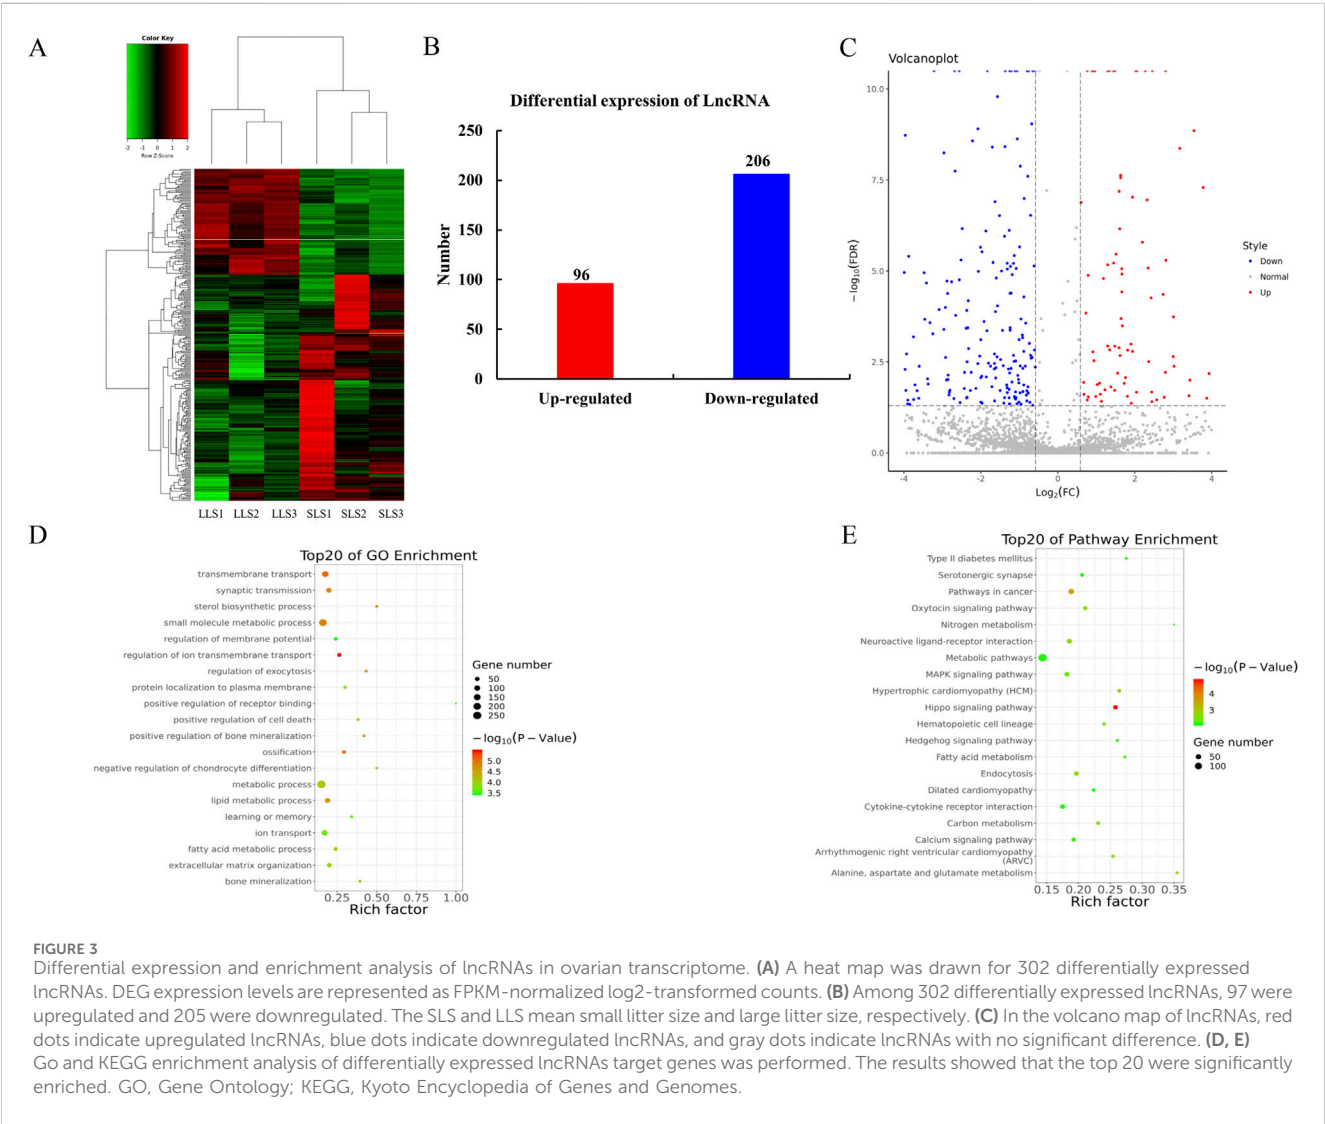 A
Color Key
-2 -1 0 1 2
Row Z-Score
LLS1 LLS2 LLS3 SLS1 SLS2 SLS3
B
Differential expression of LncRNA
Number
250
200
150
100
50
0
96
206
Up-regulated Down-regulated
C
Volcanoplot
−log10(FDR)
10.0
7.5
5.0
2.5
0.0
-4 -2 0 2 4
Log2(FC)
Style
Down
Normal
Up
D
Top20 of GO Enrichment
transmembrane transport
synaptic transmission
sterol biosynthetic process
small molecule metabolic process
regulation of membrane potential
regulation of ion transmembrane transport
regulation of exocytosis
protein localization to plasma membrane
positive regulation of receptor binding
positive regulation of cell death
positive regulation of bone mineralization
ossification
negative regulation of chondrocyte differentiation
metabolic process
lipid metabolic process
learning or memory
ion transport
fatty acid metabolic process
extracellular matrix organization
bone mineralization
0.25 0.50 0.75 1.00
Rich factor
Gene number
50
100
150
200
250
−log10(P−Value)
5.0
4.5
4.0
3.5
E
Top20 of Pathway Enrichment
Type II diabetes mellitus
Serotonergic synapse
Pathways in cancer
Oxytocin signaling pathway
Nitrogen metabolism
Neuroactive ligand-receptor interaction
Metabolic pathways
MAPK signaling pathway
Hypertrophic cardiomyopathy (HCM)
Hippo signaling pathway
Hematopoietic cell lineage
Hedgehog signaling pathway
Fatty acid metabolism
Endocytosis
Dilated cardiomyopathy
Cytokine-cytokine receptor interaction
Carbon metabolism
Calcium signaling pathway
Arrhythmogenic right ventricular cardiomyopathy
(ARVC)
Alanine, aspartate and glutamate metabolism
0.15 0.20 0.25 0.30 0.35
Rich factor
−log10(P−Value)
4
3
Gene number
50
100
FIGURE 3
Differential expression and enrichment analysis of lncRNAs in ovarian transcriptome. (A) A heat map was drawn for 302 differentially expressed
lncRNAs. DEG expression levels are represented as FPKM-normalized log2-transformed counts. (B) Among 302 differentially expressed lncRNAs, 97 were
upregulated and 205 were downregulated. The SLS and LLS mean small litter size and large litter size, respectively. (C) In the volcano map of lncRNAs, red
dots indicate upregulated lncRNAs, blue dots indicate downregulated lncRNAs, and gray dots indicate lncRNAs with no significant difference. (D, E)
Go and KEGG enrichment analysis of differentially expressed lncRNAs target genes was performed. The results showed that the top 20 were significantly
enriched. GO, Gene Ontology; KEGG, Kyoto Encyclopedia of Genes and Genomes.